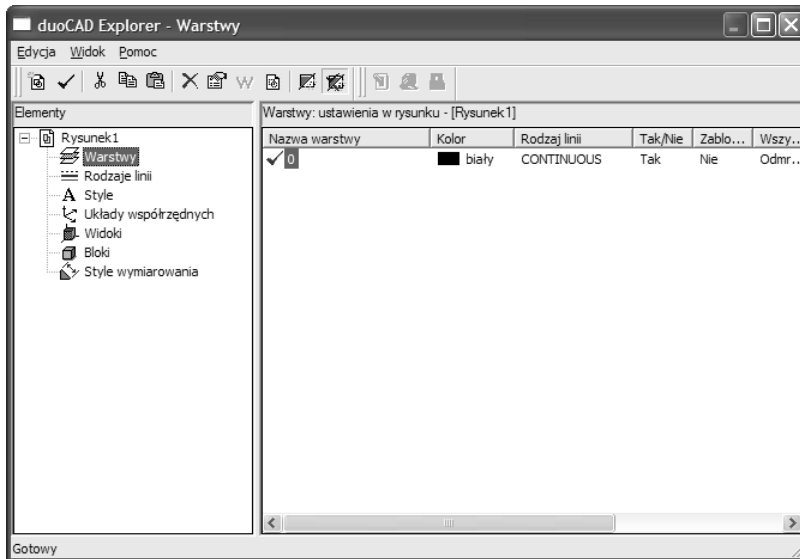 duoCAD Explorer - Warstwy
Edycja Widok Pomoc
Elementy
Warstwy: ustawienia w rysunku - [Rysunek1]
Rysunek1
Warstwy
Rodzaje linii
Style
Układy współrzędnych
Widoki
Bloki
Style wymiarowania
Nazwa warstwy Kolor Rodzaj linii Tak/Nie Zablo... Wszy...
0 biały CONTINUOUS Tak Nie Odmr...
Gotowy